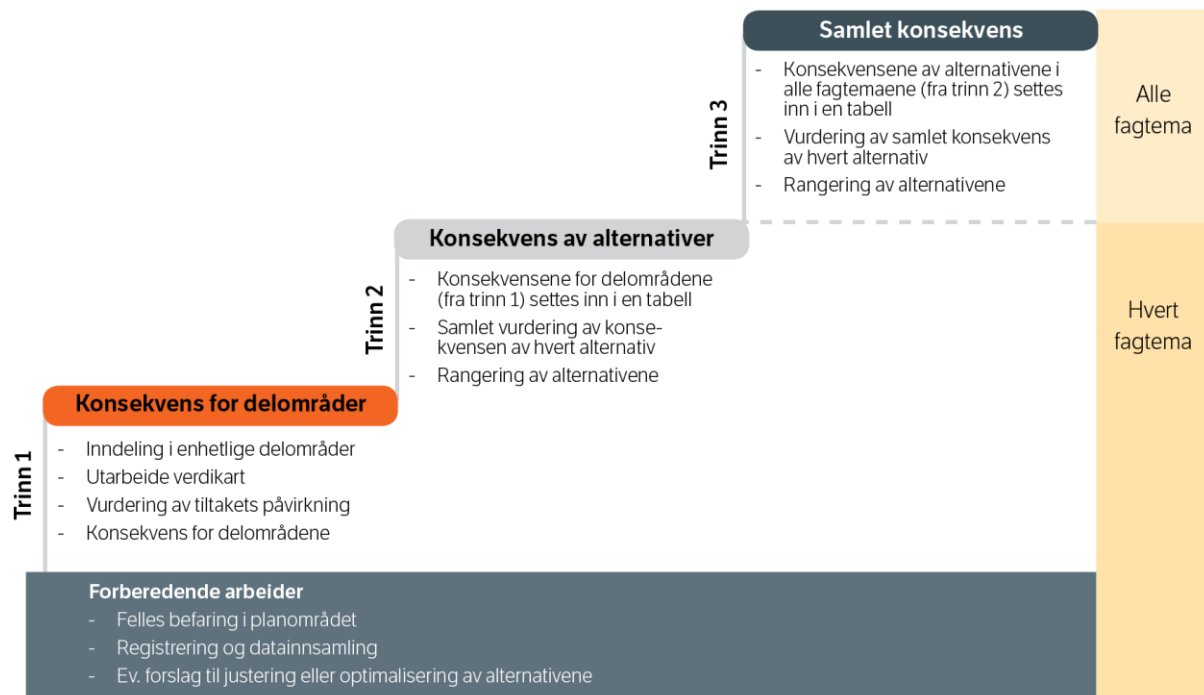 Samlet konsekvens
- Konsekvensene av alternativene i
alle fagtemaene (fra trinn 2) settes
inn i en tabell
- Vurdering av samlet konsekvens
av hvert alternativ
- Rangering av alternativene
Trinn 3
Alle
fagtema
Konsekvens av alternativer
- Konsekvensene for delområdene
(fra trinn 1) settes inn i en tabell
- Samlet vurdering av konse-
kvensen av hvert alternativ
- Rangering av alternativene
Trinn 2
Hvert
fagtema
Konsekvens for delområder
- Inndeling i enhetlige delområder
- Utarbeide verdikart
- Vurdering av tiltakets påvirkning
- Konsekvens for delområdene
Trinn 1
Forberedende arbeider
- Felles befaring i planområdet
- Registrering og datainnsamling
- Ev. forslag til justering eller optimalisering av alternativene